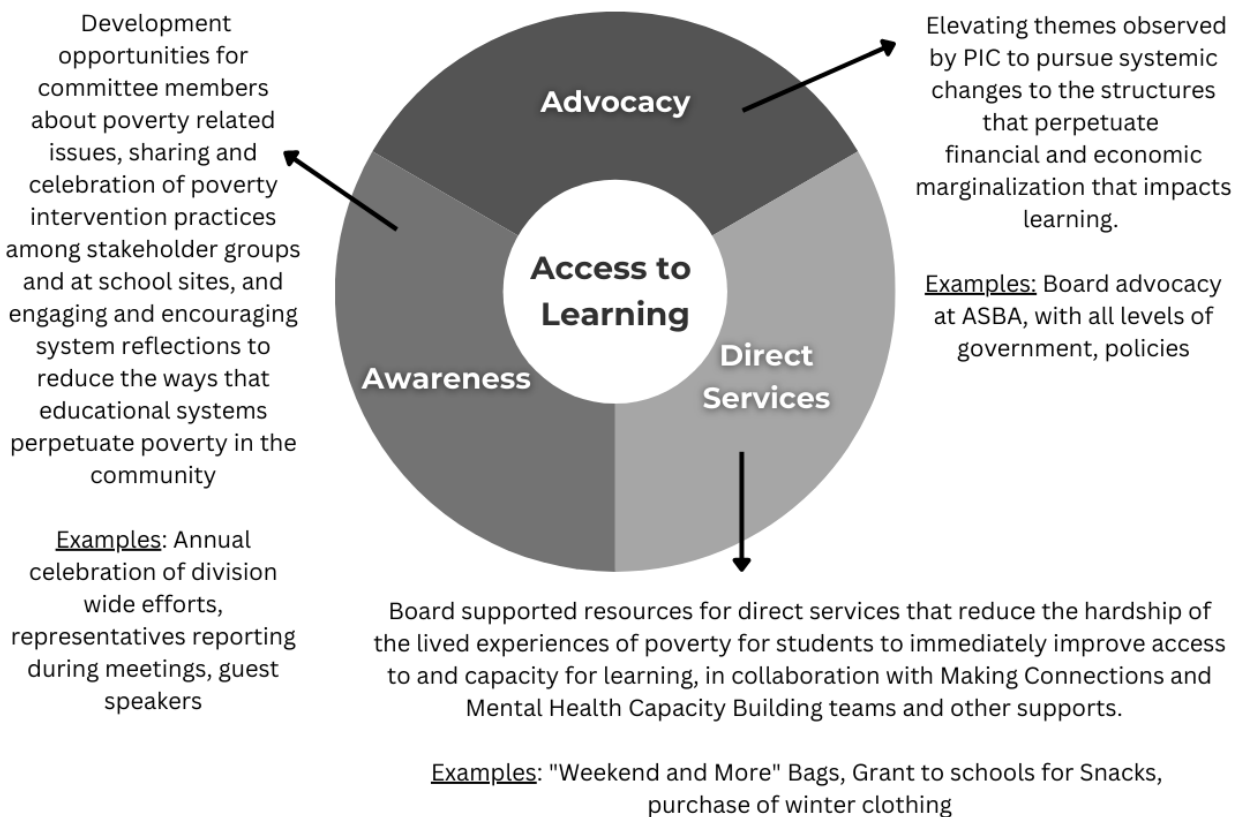 Development
opportunities for
committee members
about poverty related
issues, sharing and
celebration of poverty
intervention practices
among stakeholder groups
and at school sites, and
engaging and encouraging
system reflections to
reduce the ways that
educational systems
perpetuate poverty in the
community
Examples: Annual
celebration of division
wide efforts,
representatives reporting
during meetings, guest
speakers
Advocacy
Access to
Learning
Awareness
Direct
Services
Elevating themes observed
by PIC to pursue systemic
changes to the structures
that perpetuate
financial and economic
marginalization that impacts
learning.
Examples: Board advocacy
at ASBA, with all levels of
government, policies
Board supported resources for direct services that reduce the hardship of
the lived experiences of poverty for students to immediately improve access
to and capacity for learning, in collaboration with Making Connections and
Mental Health Capacity Building teams and other supports.
Examples: "Weekend and More" Bags, Grant to schools for Snacks,
purchase of winter clothing